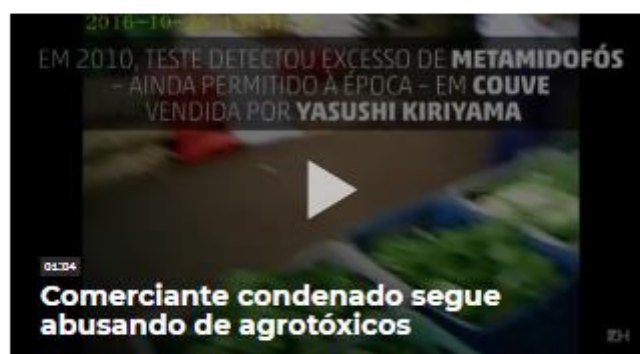 EM 2010, TESTE DETECTOU EXCESSO DE METAMIDOFÓS
– AINDA PERMITIDO À ÉPOCA – EM COUVE
VENDIDA POR YASUSHI KIRIYAMA
01:04
Comerciante condenado segue
abusando de agrotóxicos
ZH